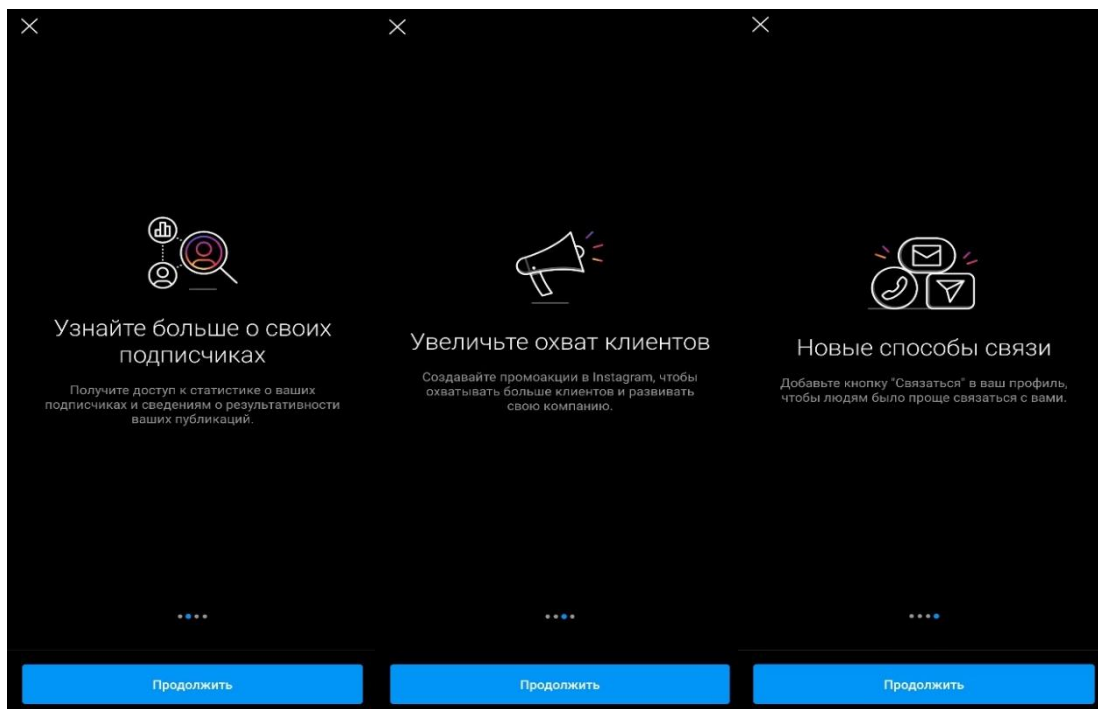 Узнайте больше о своих
подписчиках
Получите доступ к статистике о ваших
подписчиках и сведениям о результативности
ваших публикаций.
Продолжить
Увеличьте охват клиентов
Создавайте промоакции в Instagram, чтобы
охватывать больше клиентов и развивать
свою компанию.
Продолжить
Новые способы связи
Добавьте кнопку "Связаться" в ваш профиль,
чтобы людям было проще связаться с вами.
Продолжить